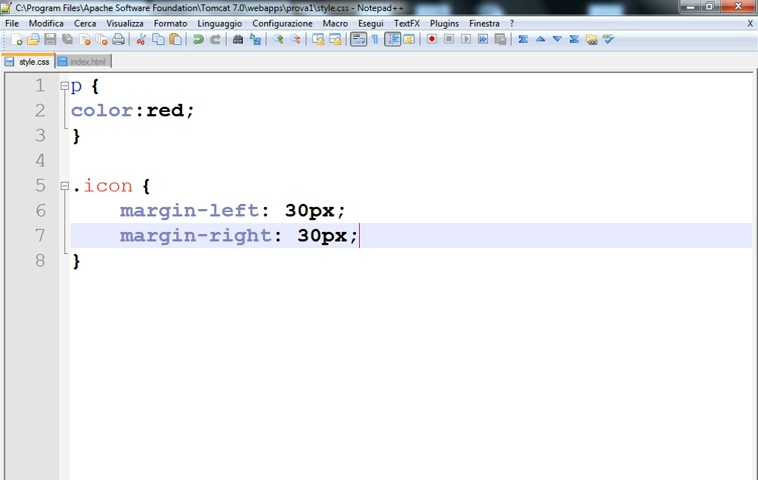 C:\Program Files\Apache Software Foundation\Tomcat 7.0\webapps\prova1\style.css - Notepad++
File Modifica Cerca Visualizza Formato Linguaggio Configurazione Macro Esegui TextFX Plugins Finestra ? X
style.css index.html
1 p {
2 color:red;
3 }
4
5 .icon {
6 margin-left: 30px;
7 margin-right: 30px;
8 }